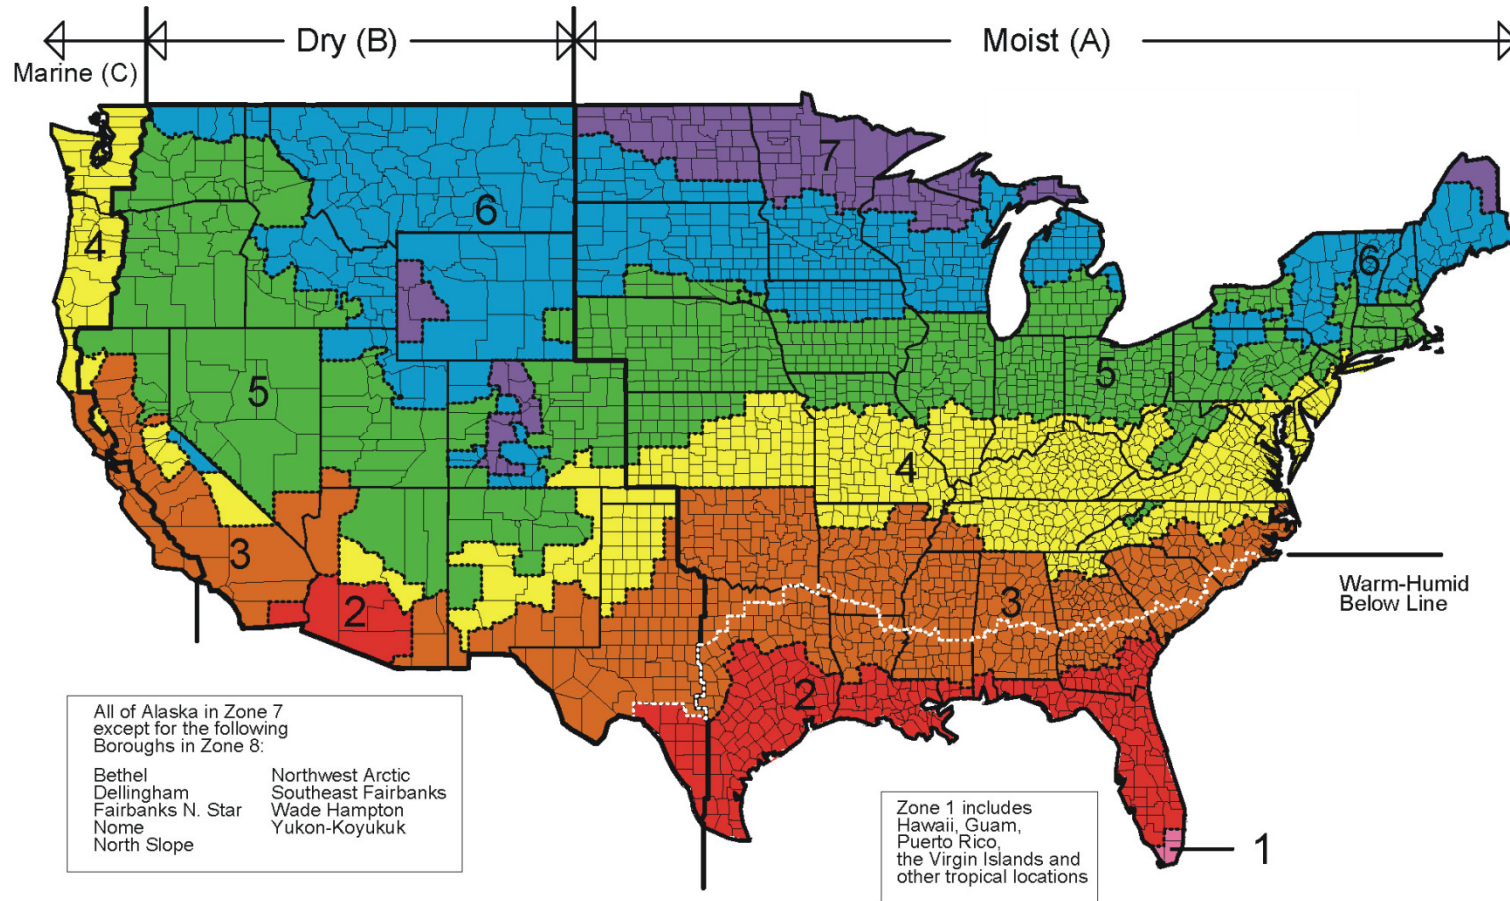 Marine (C)
Dry (B)
Moist (A)
7
6
4
6
5
5
4
3
3
2
2
1
Warm-Humid
Below Line
All of Alaska in Zone 7
except for the following
Boroughs in Zone 8:
Bethel
Dellingham
Fairbanks N. Star
Nome
North Slope
Northwest Arctic
Southeast Fairbanks
Wade Hampton
Yukon-Koyukuk
Zone 1 includes
Hawaii, Guam,
Puerto Rico,
the Virgin Islands and
other tropical locations